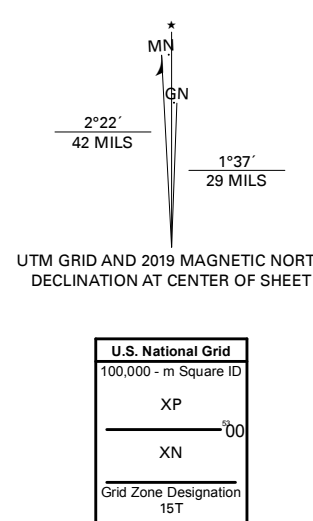 MN
GN
2°22´
42 MILS
1°37´
29 MILS
UTM GRID AND 2019 MAGNETIC NORT
DECLINATION AT CENTER OF SHEET
U.S. National Grid
100,000 - m Square ID
XP
5300
XN
Grid Zone Designation
15T